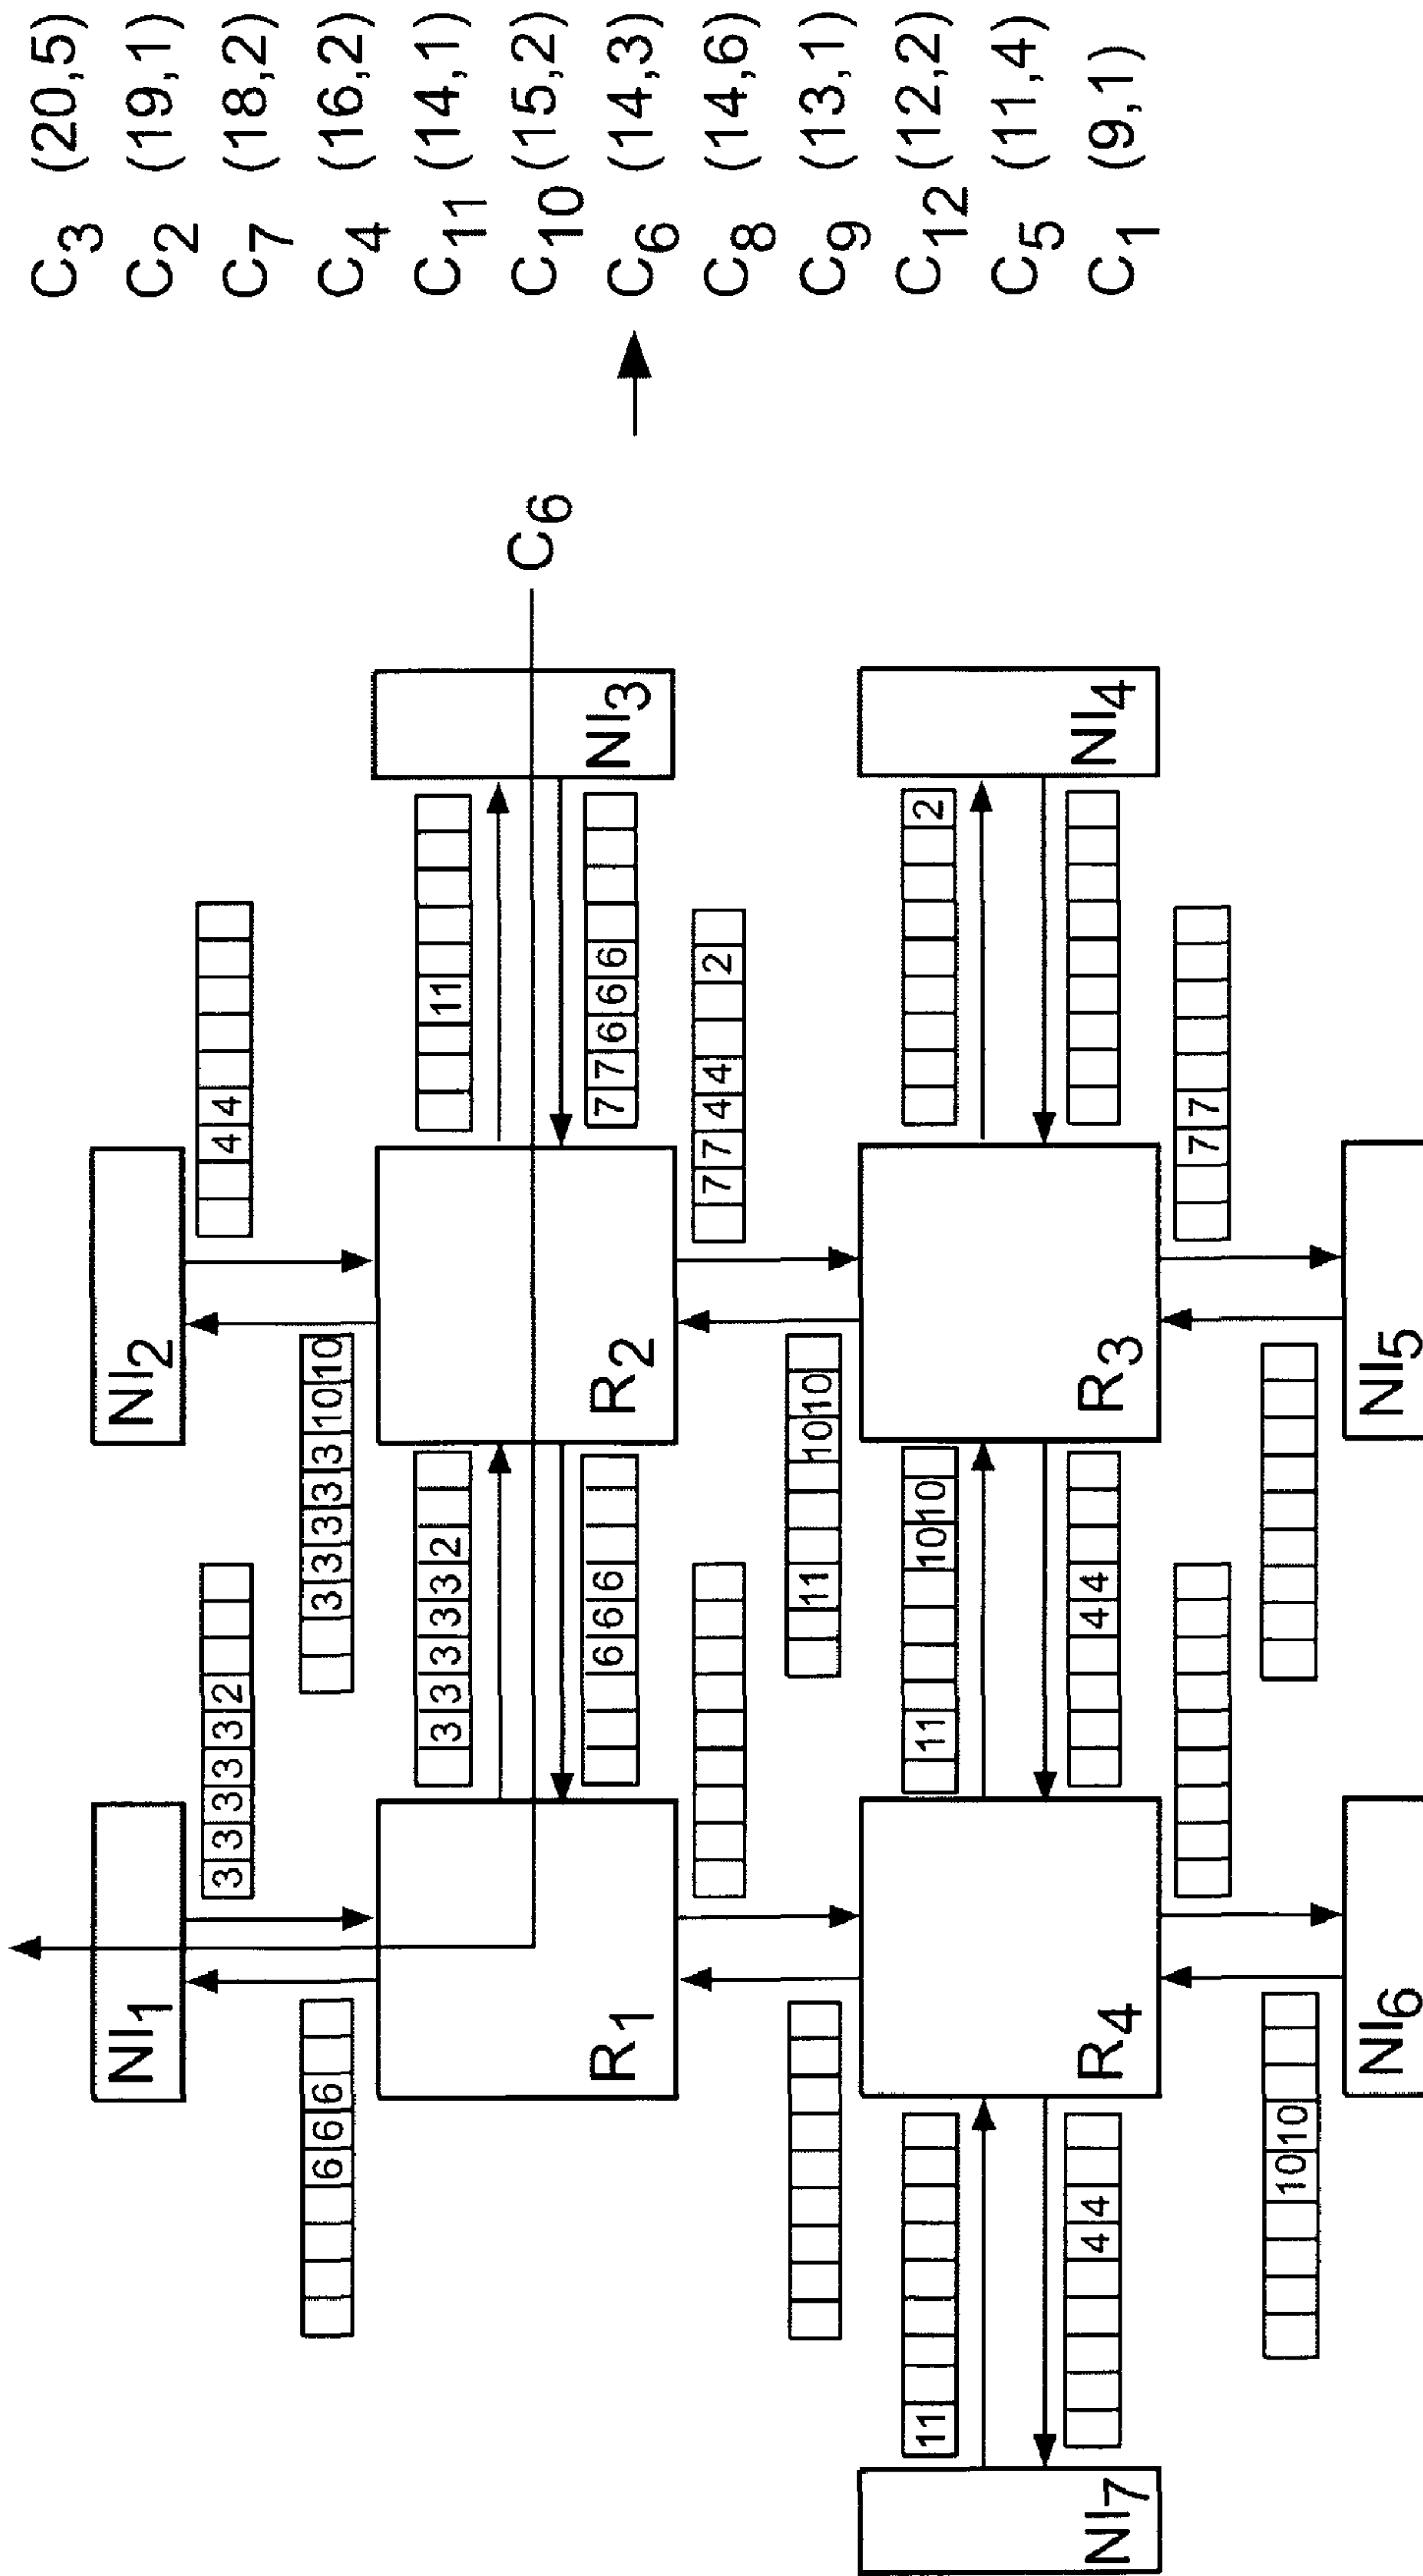 NI1
NI2
3 3 3 3 3 2
4 4
6 6 6
3 3 3 3 3 10 10
R1
R2
NI3
C6
3 3 3 3 3 2
11
6 6 6
7 7 6 6 6
7 7 4 4 2
11 10 10
NI7
R4
R3
NI4
11
11 10 10
2
4 4
4 4
7 7
10 10
NI6
NI5
C3 (20,5)
C2 (19,1)
C7 (18,2)
C4 (16,2)
C11 (14,1)
C10 (15,2)
C6 (14,3)
C8 (14,6)
C9 (13,1)
C12 (12,2)
C5 (11,4)
C1 (9,1)